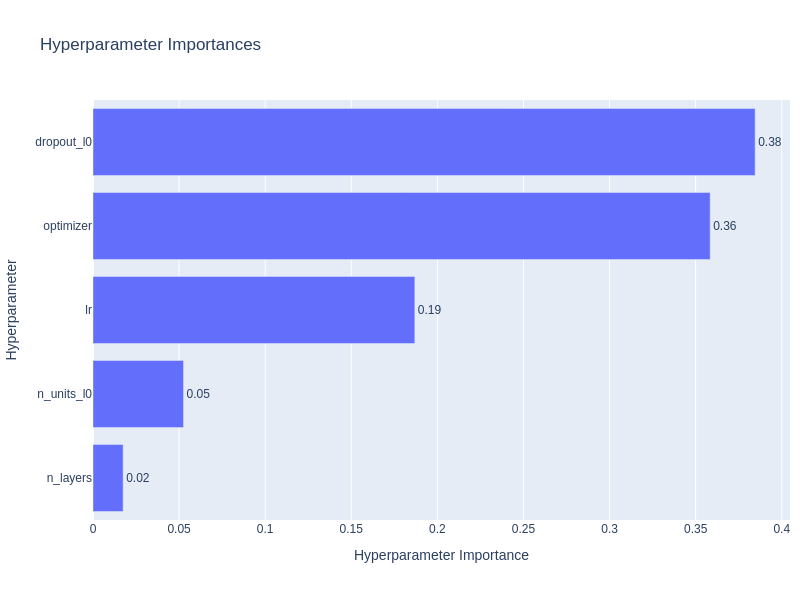 Hyperparameter Importances
Hyperparameter
dropout_l0
0.38
optimizer
0.36
lr
0.19
n_units_l0
0.05
n_layers
0.02
0
0.05
0.1
0.15
0.2
0.25
0.3
0.35
0.4
Hyperparameter Importance